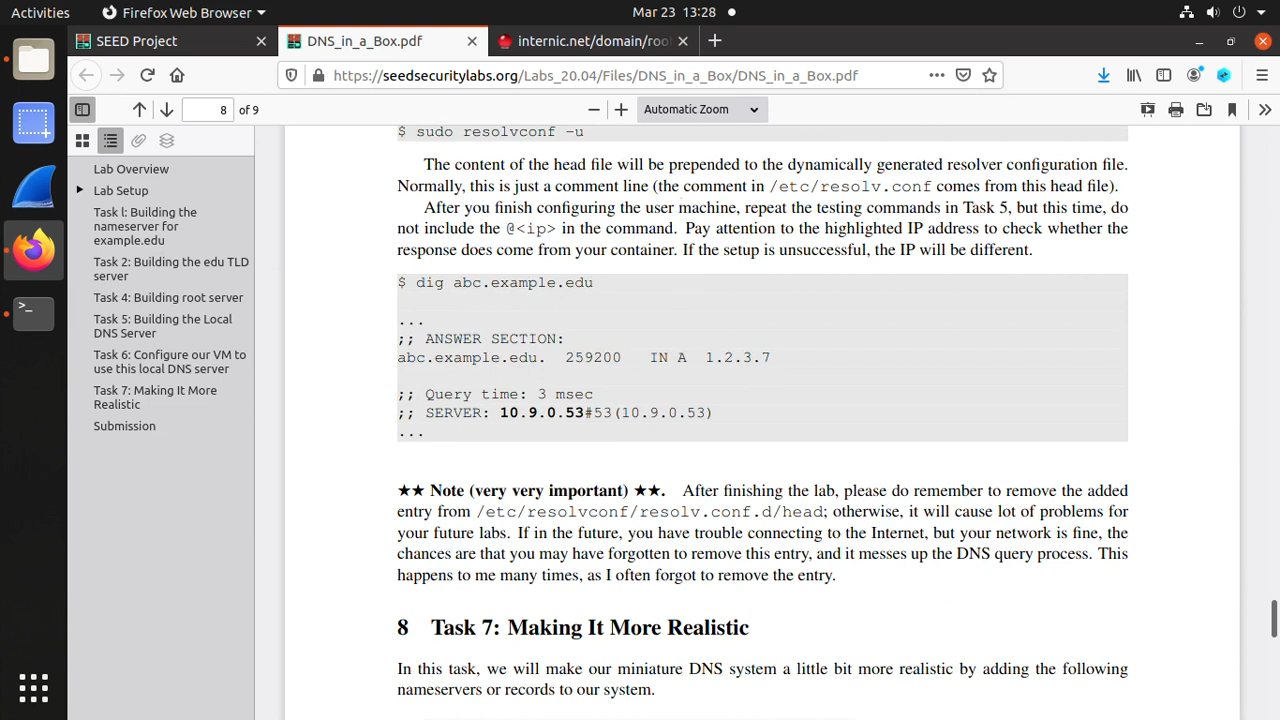 Activities
Firefox Web Browser
Mar 23 13:28
SEED Project
DNS_in_a_Box.pdf
internic.net/domain/roo
https://seedsecuritylabs.org/Labs_20.04/Files/DNS_in_a_Box/DNS_in_a_Box.pdf
8 of 9
Automatic Zoom
Lab Overview
Lab Setup
Task l: Building the
nameserver for
example.edu
Task 2: Building the edu TLD
server
Task 4: Building root server
Task 5: Building the Local
DNS Server
Task 6: Configure our VM to
use this local DNS server
Task 7: Making It More
Realistic
Submission
$ sudo resolvconf -u
The content of the head file will be prepended to the dynamically generated resolver configuration file.
Normally, this is just a comment line (the comment in /etc/resolv.conf comes from this head file).
After you finish configuring the user machine, repeat the testing commands in Task 5, but this time, do
not include the @<ip> in the command. Pay attention to the highlighted IP address to check whether the
response does come from your container. If the setup is unsuccessful, the IP will be different.
$ dig abc.example.edu
...
;; ANSWER SECTION:
abc.example.edu. 259200 IN A 1.2.3.7
;; Query time: 3 msec
;; SERVER: 10.9.0.53#53(10.9.0.53)
...
★★ Note (very very important) ★★. After finishing the lab, please do remember to remove the added
entry from /etc/resolvconf/resolv.conf.d/head; otherwise, it will cause lot of problems for
your future labs. If in the future, you have trouble connecting to the Internet, but your network is fine, the
chances are that you may have forgotten to remove this entry, and it messes up the DNS query process. This
happens to me many times, as I often forgot to remove the entry.
8 Task 7: Making It More Realistic
In this task, we will make our miniature DNS system a little bit more realistic by adding the following
nameservers or records to our system.